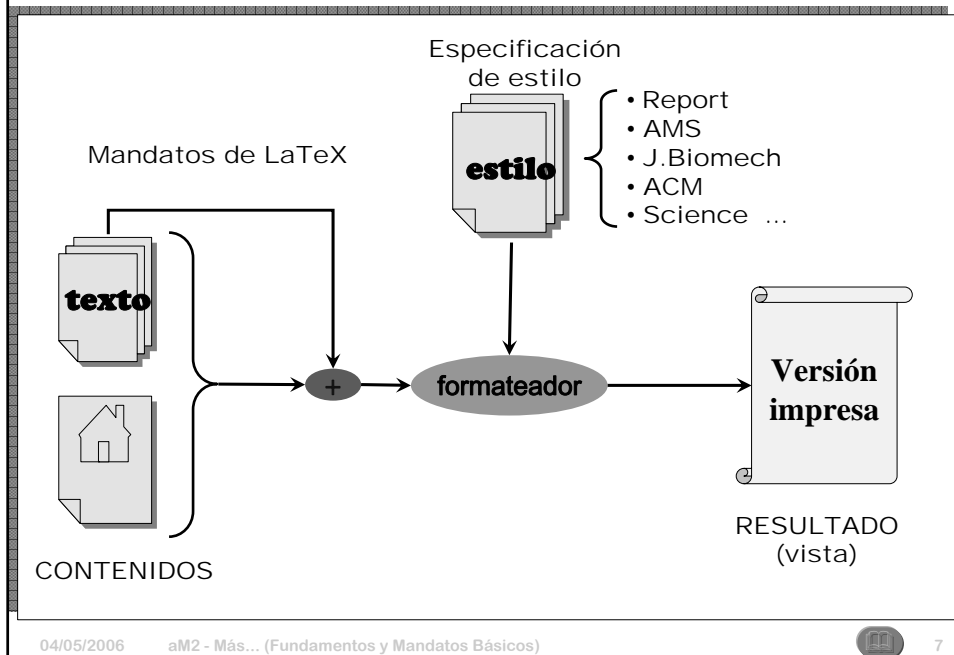 Especificación
de estilo
• Report
• AMS
• J.Biomech
• ACM
• Science ...
estilo
Mandatos de LaTeX
texto
+
formateador
Versión
impresa
RESULTADO
(vista)
CONTENIDOS
04/05/2006 aM2 - Más... (Fundamentos y Mandatos Básicos) 7